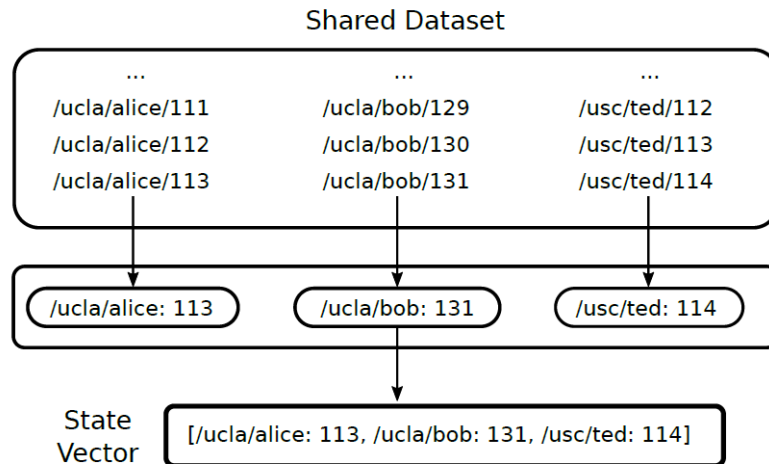 Shared Dataset
... ... ...
/ucla/alice/111 /ucla/bob/129 /usc/ted/112
/ucla/alice/112 /ucla/bob/130 /usc/ted/113
/ucla/alice/113 /ucla/bob/131 /usc/ted/114
/ucla/alice: 113 /ucla/bob: 131 /usc/ted: 114
State
Vector
[/ucla/alice: 113, /ucla/bob: 131, /usc/ted: 114]